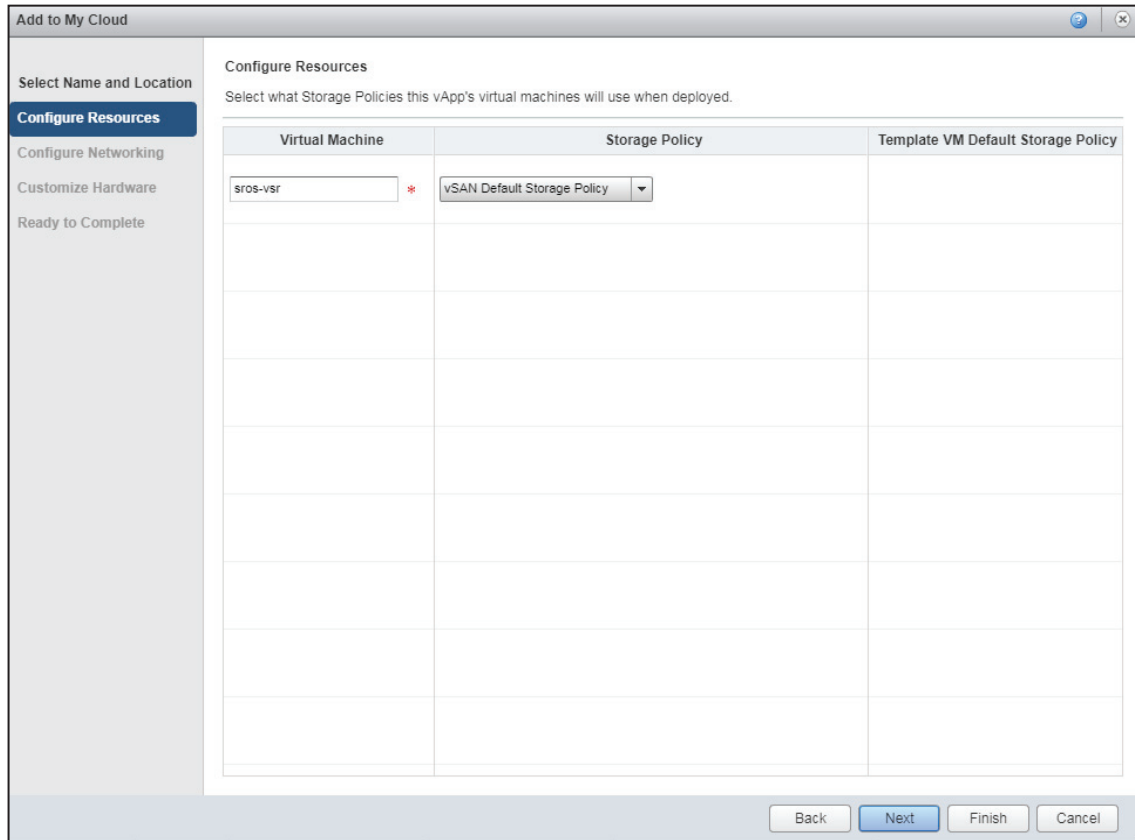 Add to My Cloud
Select Name and Location
Configure Resources
Configure Networking
Customize Hardware
Ready to Complete
Configure Resources
Select what Storage Policies this vApp's virtual machines will use when deployed.
Virtual Machine Storage Policy Template VM Default Storage Policy
sros-vsr * vSAN Default Storage Policy
Back Next Finish Cancel